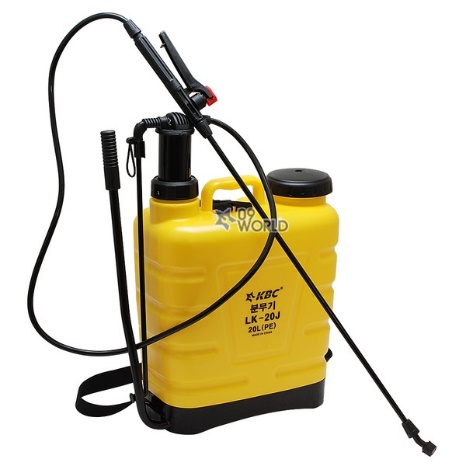 '09
WORLD
KBC
분무기
LK-20J
20L(PE)